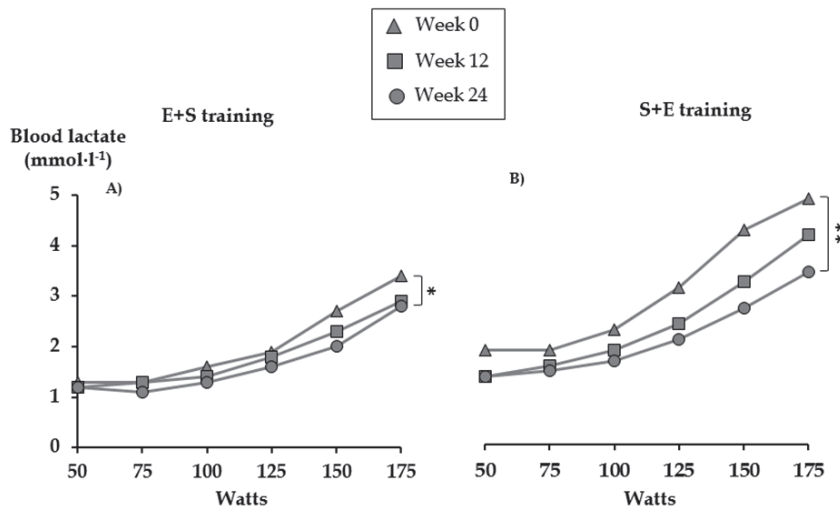 Week 0
Week 12
Week 24
E+S training
S+E training
Blood lactate
(mmol·l⁻¹)
A)
B)
5
4
3
2
1
0
*
**
50 75 100 125 150 175
50 75 100 125 150 175
Watts
Watts